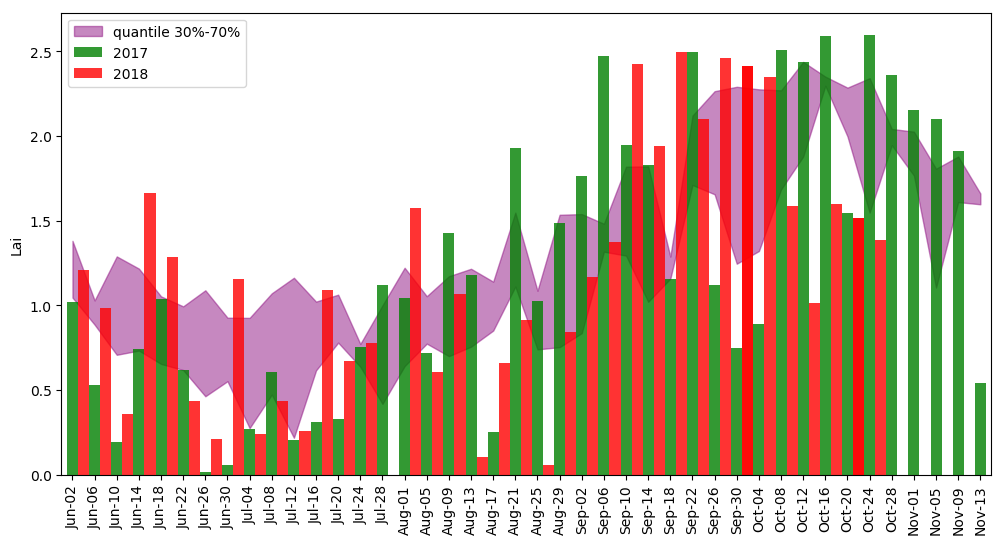 quantile 30%-70%
2017
2018
Lai
2.5
2.0
1.5
1.0
0.5
0.0
Jun-02
Jun-06
Jun-10
Jun-14
Jun-18
Jun-22
Jun-26
Jun-30
Jul-04
Jul-08
Jul-12
Jul-16
Jul-20
Jul-24
Jul-28
Aug-01
Aug-05
Aug-09
Aug-13
Aug-17
Aug-21
Aug-25
Aug-29
Sep-02
Sep-06
Sep-10
Sep-14
Sep-18
Sep-22
Sep-26
Sep-30
Oct-04
Oct-08
Oct-12
Oct-16
Oct-20
Oct-24
Oct-28
Nov-01
Nov-05
Nov-09
Nov-13